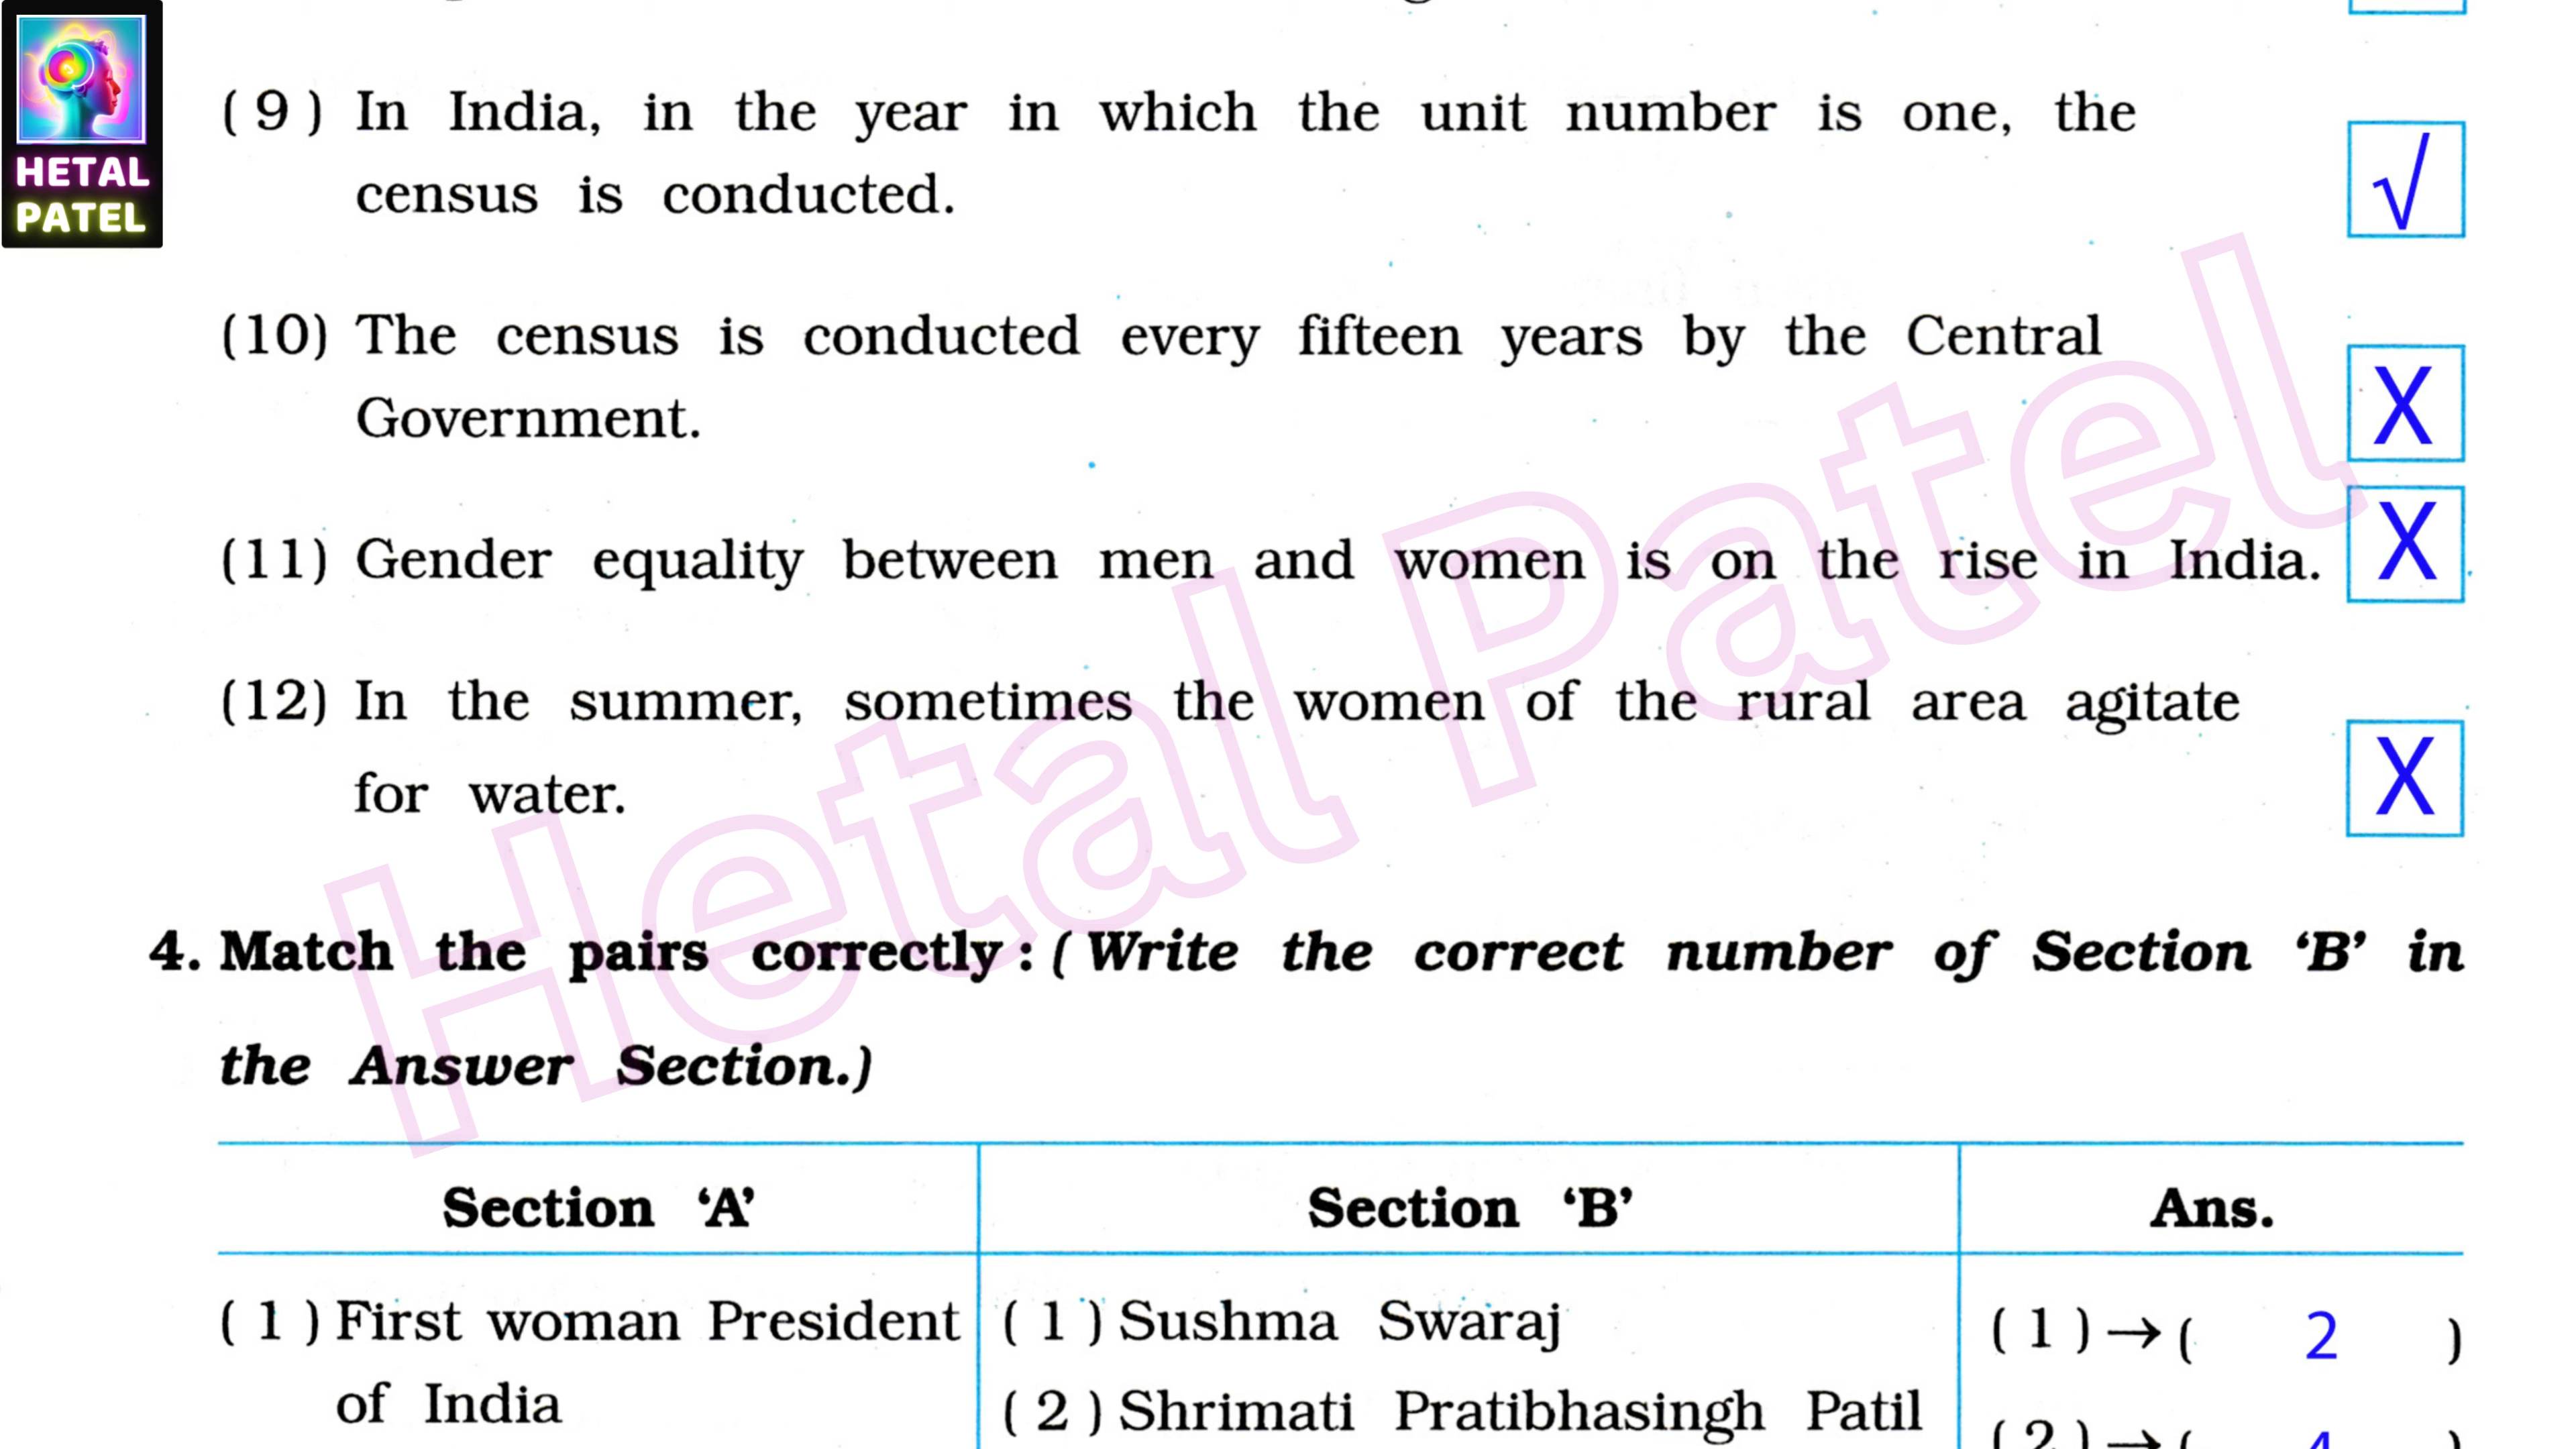 HETAL
PATEL
( 9 ) In India, in the year in which the unit number is one, the
census is conducted.
√
(10) The census is conducted every fifteen years by the Central
Government.
X
(11) Gender equality between men and women is on the rise in India.
X
(12) In the summer, sometimes the women of the rural area agitate
for water.
X
Hetal Patel
4. Match the pairs correctly : ( Write the correct number of Section ‘B’ in
the Answer Section.)
Section ‘A’ Section ‘B’ Ans.
( 1 ) First woman President ( 1 ) Sushma Swaraj ( 1 ) → ( 2 )
of India ( 2 ) Shrimati Pratibhasingh Patil
( 2 ) → ( 4 )